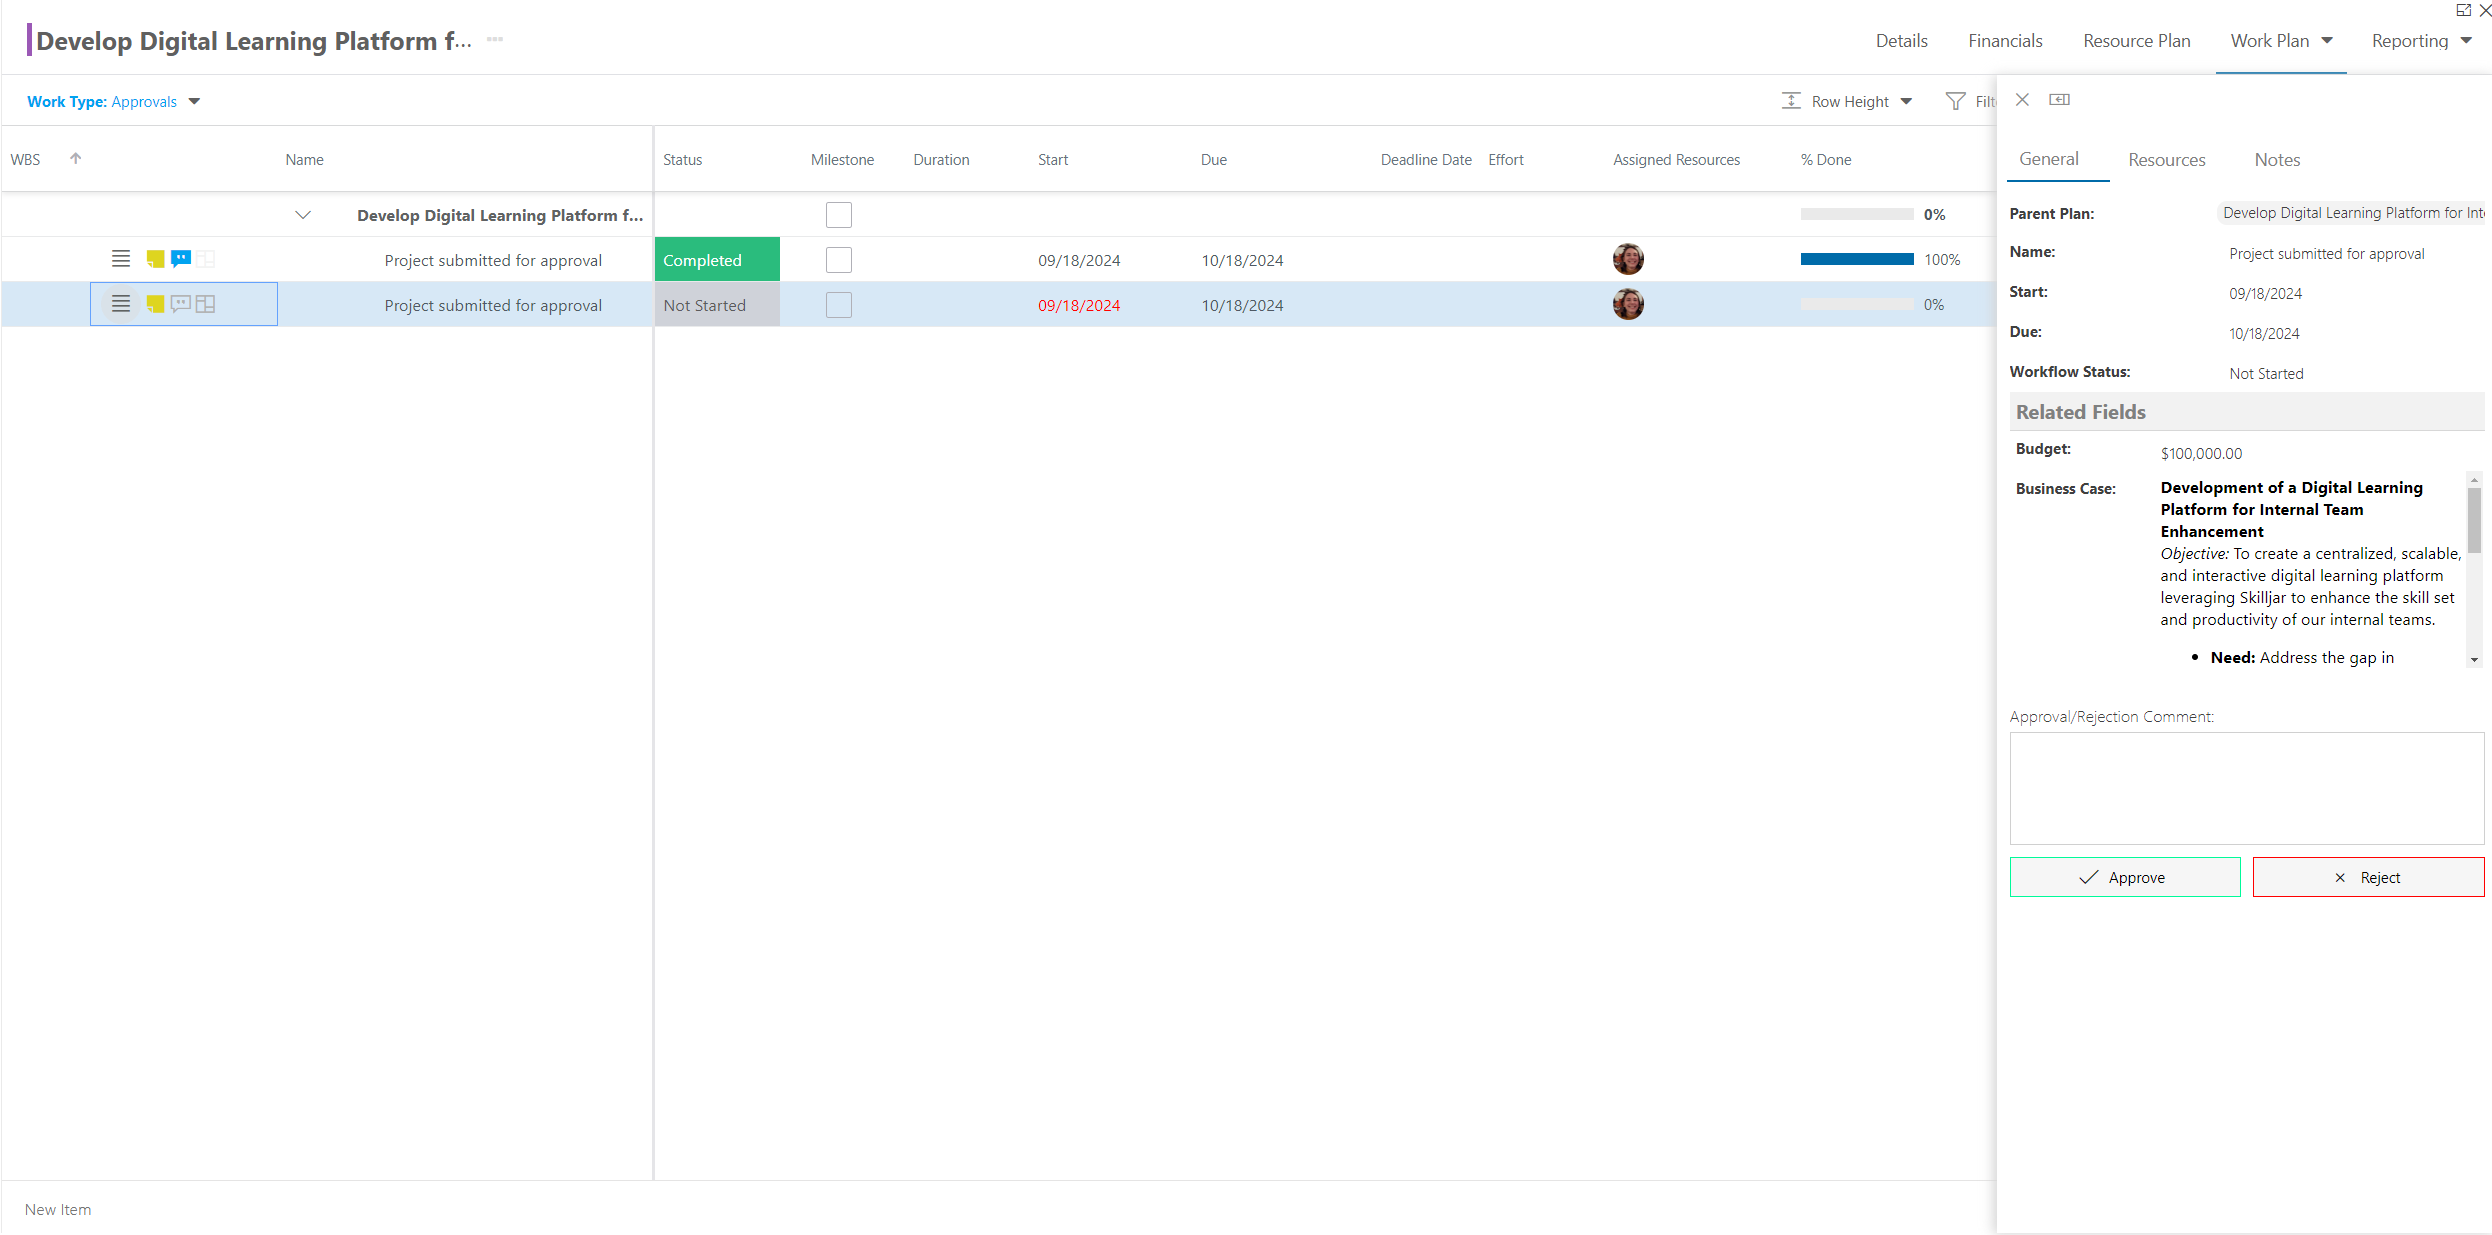 Develop Digital Learning Platform f...
Details Financials Resource Plan Work Plan Reporting
Work Type: Approvals
Row Height
WBS Name Status Milestone Duration Start Due Deadline Date Effort Assigned Resources % Done
Develop Digital Learning Platform f... 0%
Project submitted for approval Completed 09/18/2024 10/18/2024 100%
Project submitted for approval Not Started 09/18/2024 10/18/2024 0%
New Item
General Resources Notes
Parent Plan: Develop Digital Learning Platform for Int
Name: Project submitted for approval
Start: 09/18/2024
Due: 10/18/2024
Workflow Status: Not Started
Related Fields
Budget: $100,000.00
Business Case: Development of a Digital Learning
Platform for Internal Team
Enhancement
Objective: To create a centralized, scalable,
and interactive digital learning platform
leveraging Skilljar to enhance the skill set
and productivity of our internal teams.
• Need: Address the gap in
Approval/Rejection Comment:
Approve Reject